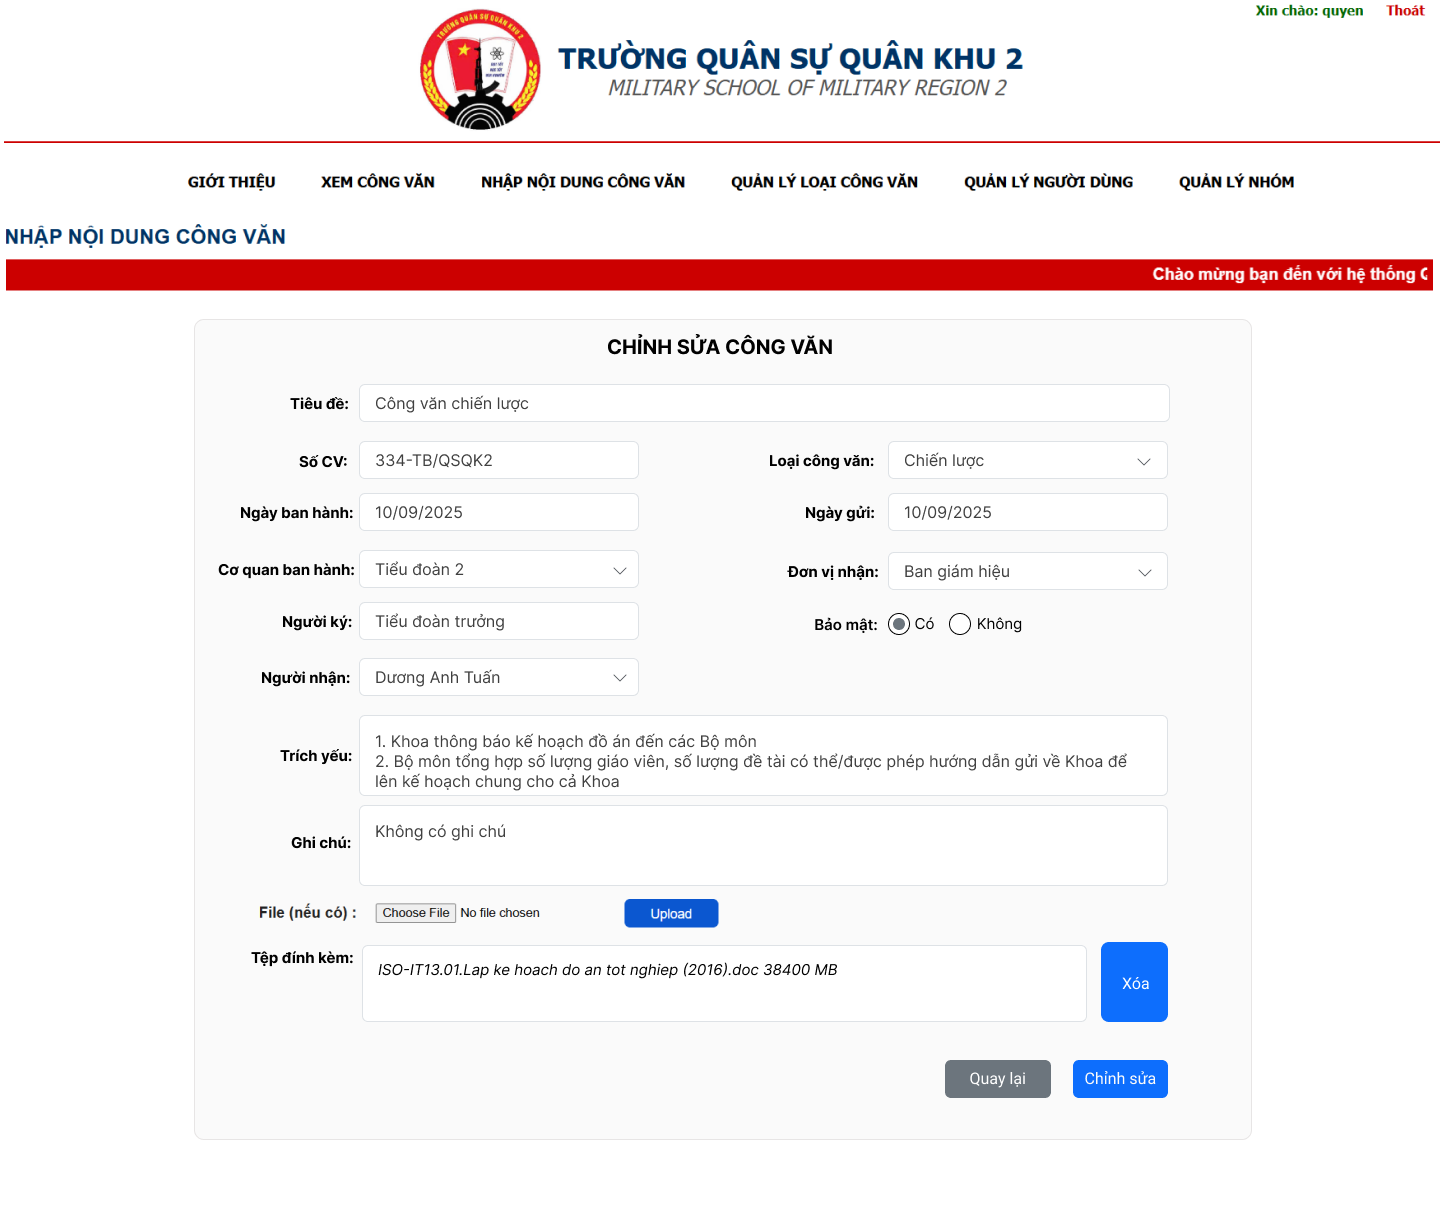 Xin chào: quyen Thoát
TRƯỜNG QUÂN SỰ QUÂN KHU 2
TRƯỜNG QUÂN SỰ QUÂN KHU 2
MILITARY SCHOOL OF MILITARY REGION 2
GIỚI THIỆU XEM CÔNG VĂN NHẬP NỘI DUNG CÔNG VĂN QUẢN LÝ LOẠI CÔNG VĂN QUẢN LÝ NGƯỜI DÙNG QUẢN LÝ NHÓM
NHẬP NỘI DUNG CÔNG VĂN
Chào mừng bạn đến với hệ thống Q
CHỈNH SỬA CÔNG VĂN
Tiêu đề: Công văn chiến lược
Số CV: 334-TB/QSQK2 Loại công văn: Chiến lược
Ngày ban hành: 10/09/2025 Ngày gửi: 10/09/2025
Cơ quan ban hành: Tiểu đoàn 2 Đơn vị nhận: Ban giám hiệu
Người ký: Tiểu đoàn trưởng Bảo mật: Có Không
Người nhận: Dương Anh Tuấn
Trích yếu: 1. Khoa thông báo kế hoạch đồ án đến các Bộ môn
2. Bộ môn tổng hợp số lượng giáo viên, số lượng đề tài có thể/được phép hướng dẫn gửi về Khoa để
lên kế hoạch chung cho cả Khoa
Ghi chú: Không có ghi chú
File (nếu có) : Choose File No file chosen Upload
Tệp đính kèm: ISO-IT13.01.Lap ke hoach do an tot nghiep (2016).doc 38400 MB
Xóa
Quay lại Chỉnh sửa